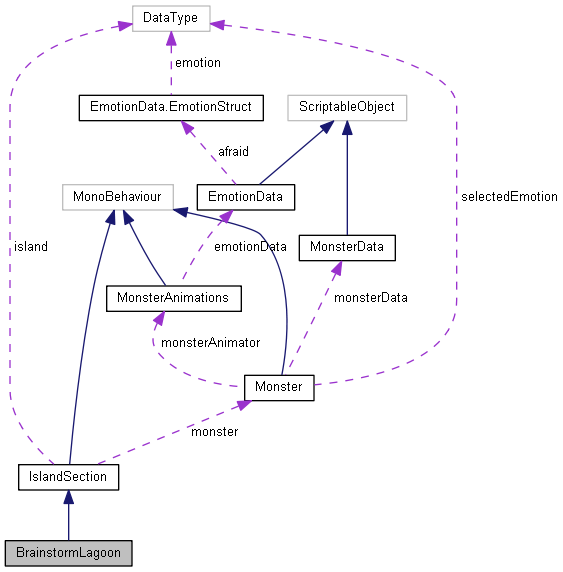 DataType
emotion
EmotionData.EmotionStruct
ScriptableObject
afraid
MonoBehaviour
EmotionData
selectedEmotion
island
emotionData
MonsterData
MonsterAnimations
monsterData
monsterAnimator
Monster
monster
IslandSection
BrainstormLagoon